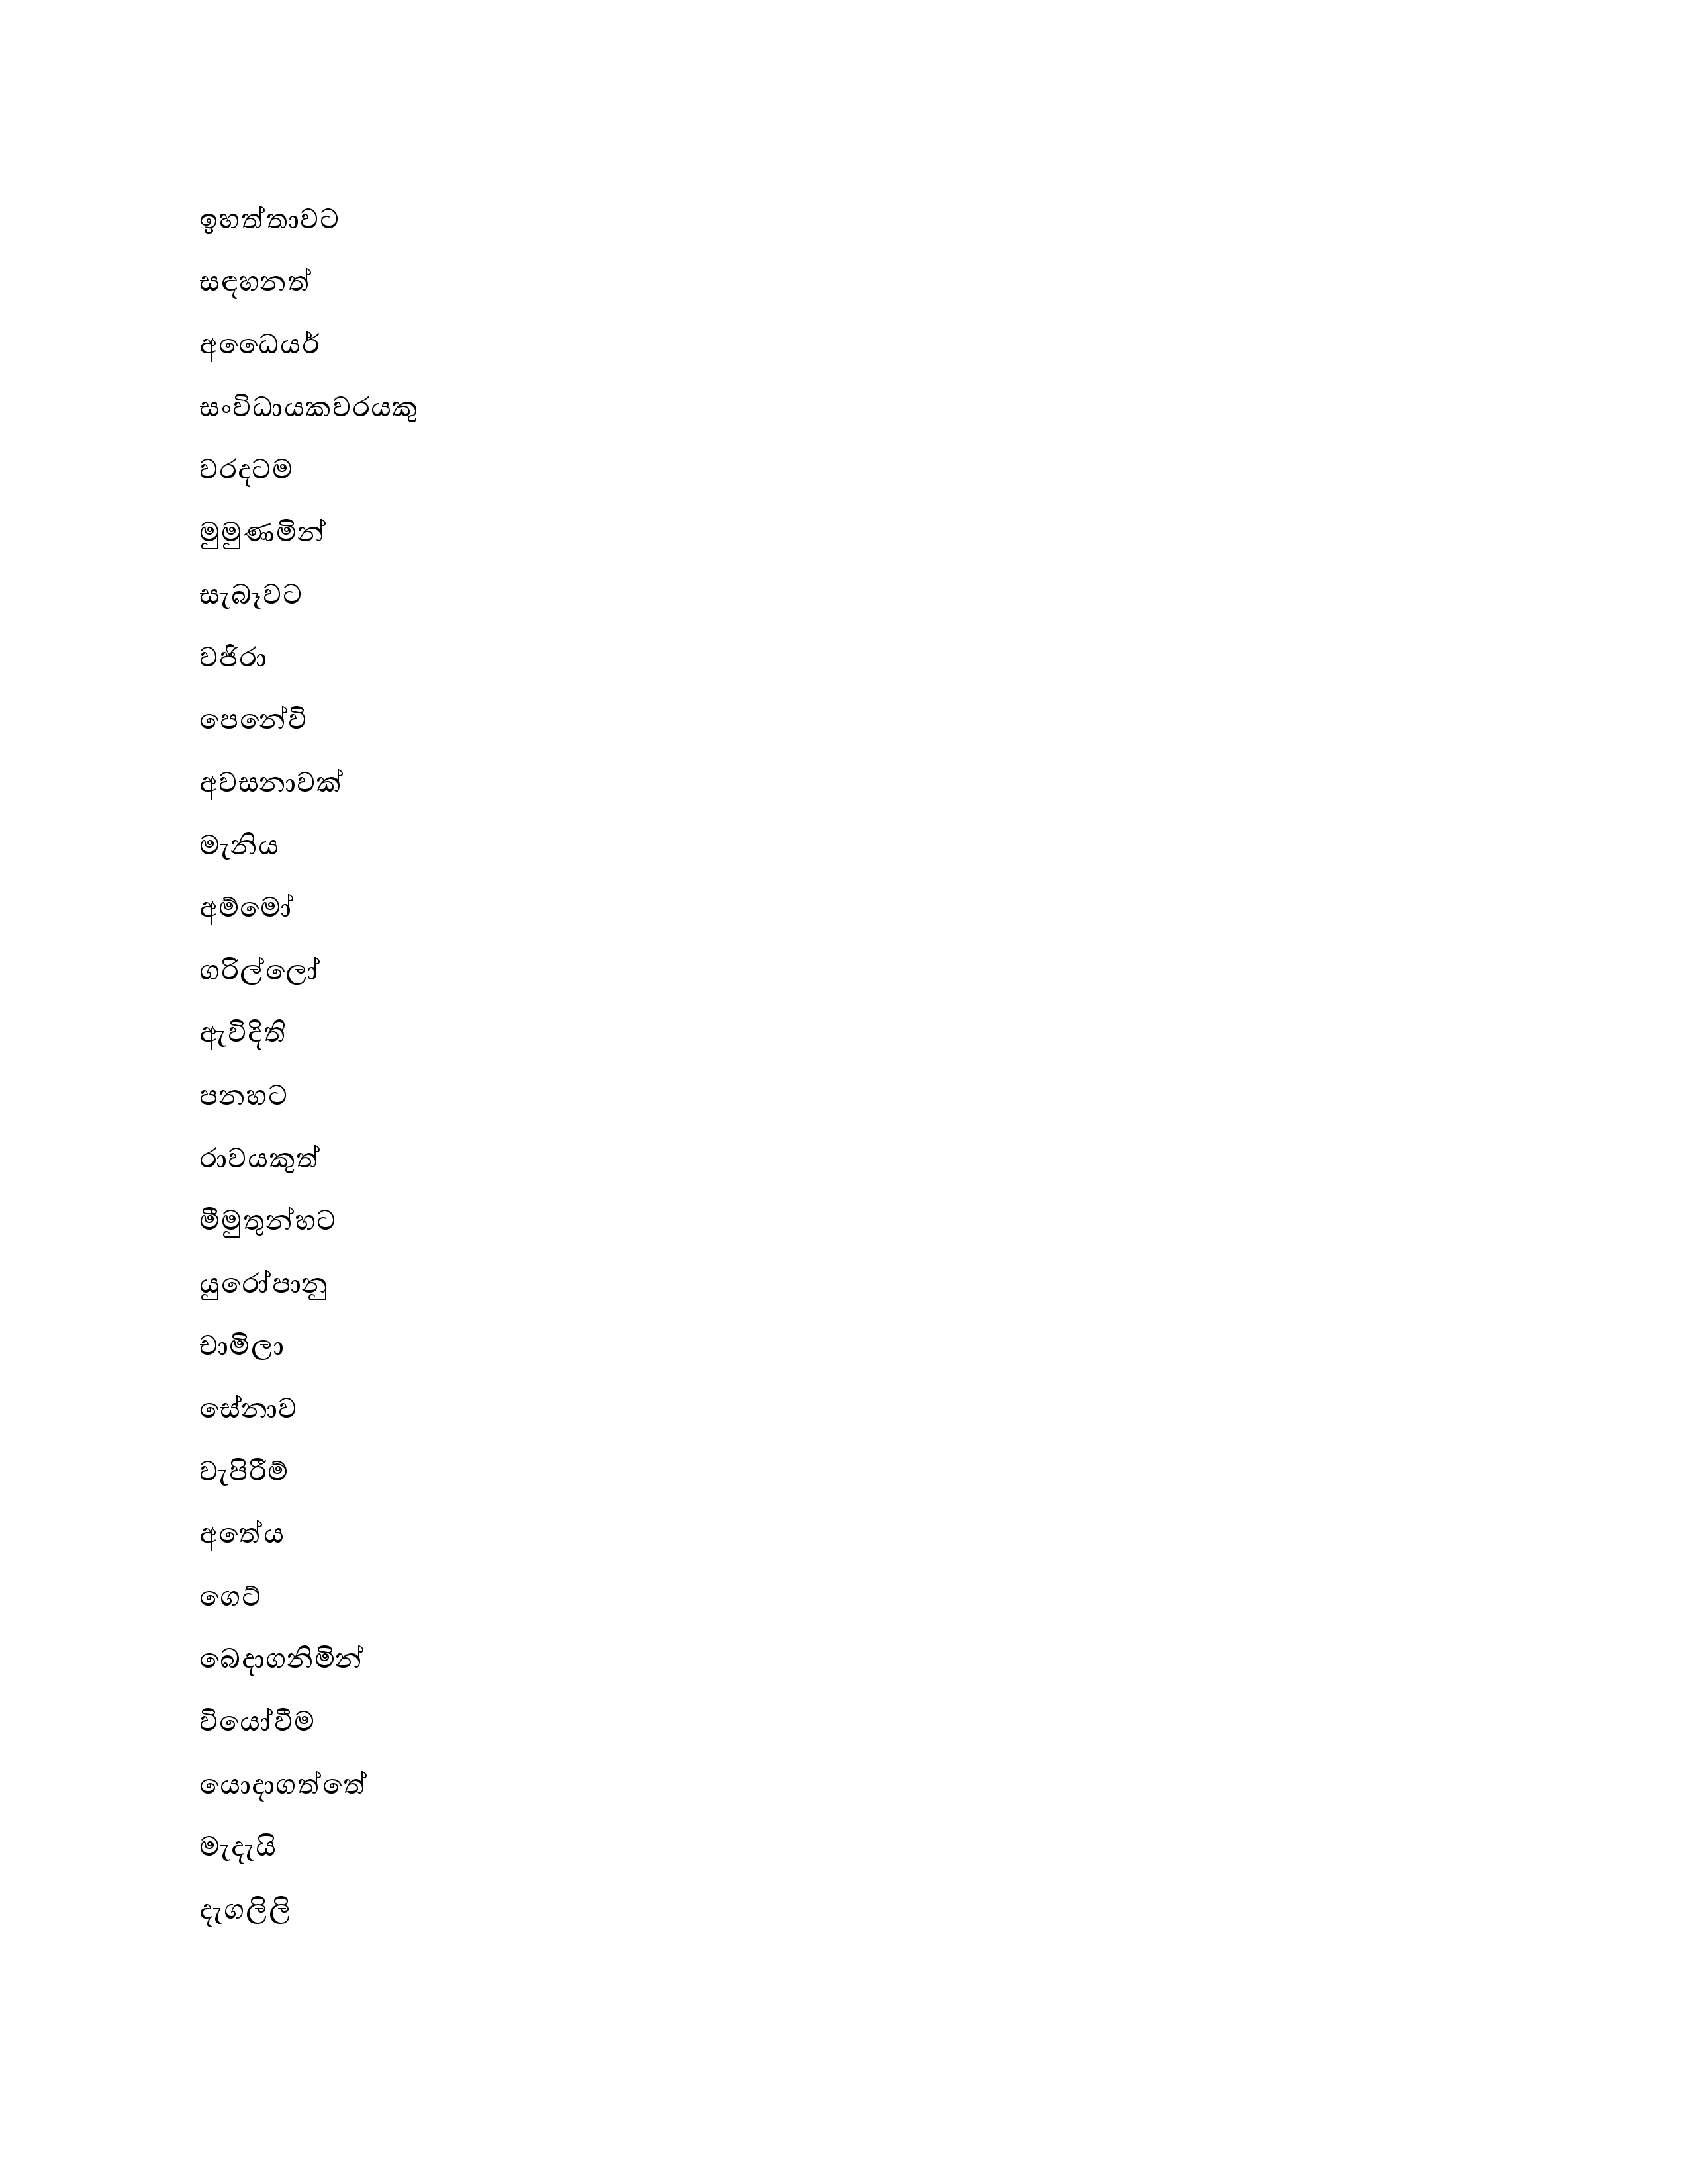 ඉහත්තාවට
සඳහනත්
අධෛයර්
සංවිධායකවරයකු
වරදටම
මුමුණමින්
සැබෑවට
වජිරා
පෙනේවි
අවසනාවක්
මැනිය
අම්මෝ
ගරිල්ලෝ
ඇවිදිති
පනහට
රාවයකුත්
මීමුතුන්හට
යුරෝපානු
චාමිලා
සේනාව
වැපිරීම්
අතේය
ගෙට්
බෙදාගනිමින්
වියෝවීම
යොදාගත්තේ
මැදැයි
දැගලිලි